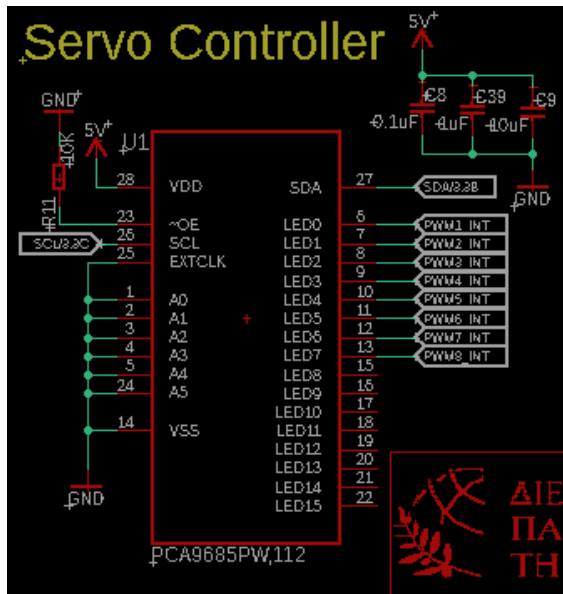 Servo Controller
5V
GND
C8
C39
C9
10K
5V
U1
0.1uF
1uF
10uF
R11
28 VDD
SDA 27
SDA/3.3B
GND
23 ~OE
LED0 6 PWM1_INT
SCL/3.3C
26 SCL
LED1 7 PWM2_INT
25 EXTCLK
LED2 8 PWM3_INT
LED3 9 PWM4_INT
1 A0
LED4 10 PWM5_INT
2 A1
LED5 11 PWM6_INT
3 A2
LED6 12 PWM7_INT
4 A3
LED7 13 PWM8_INT
5 A4
LED8 15
24 A5
LED9 16
LED10 17
14 VSS
LED11 18
LED12 19
LED13 20
GND
LED14 21
LED15 22
PCA9685PW,112
ΔΙΕ
ΠΑ
ΤΗ